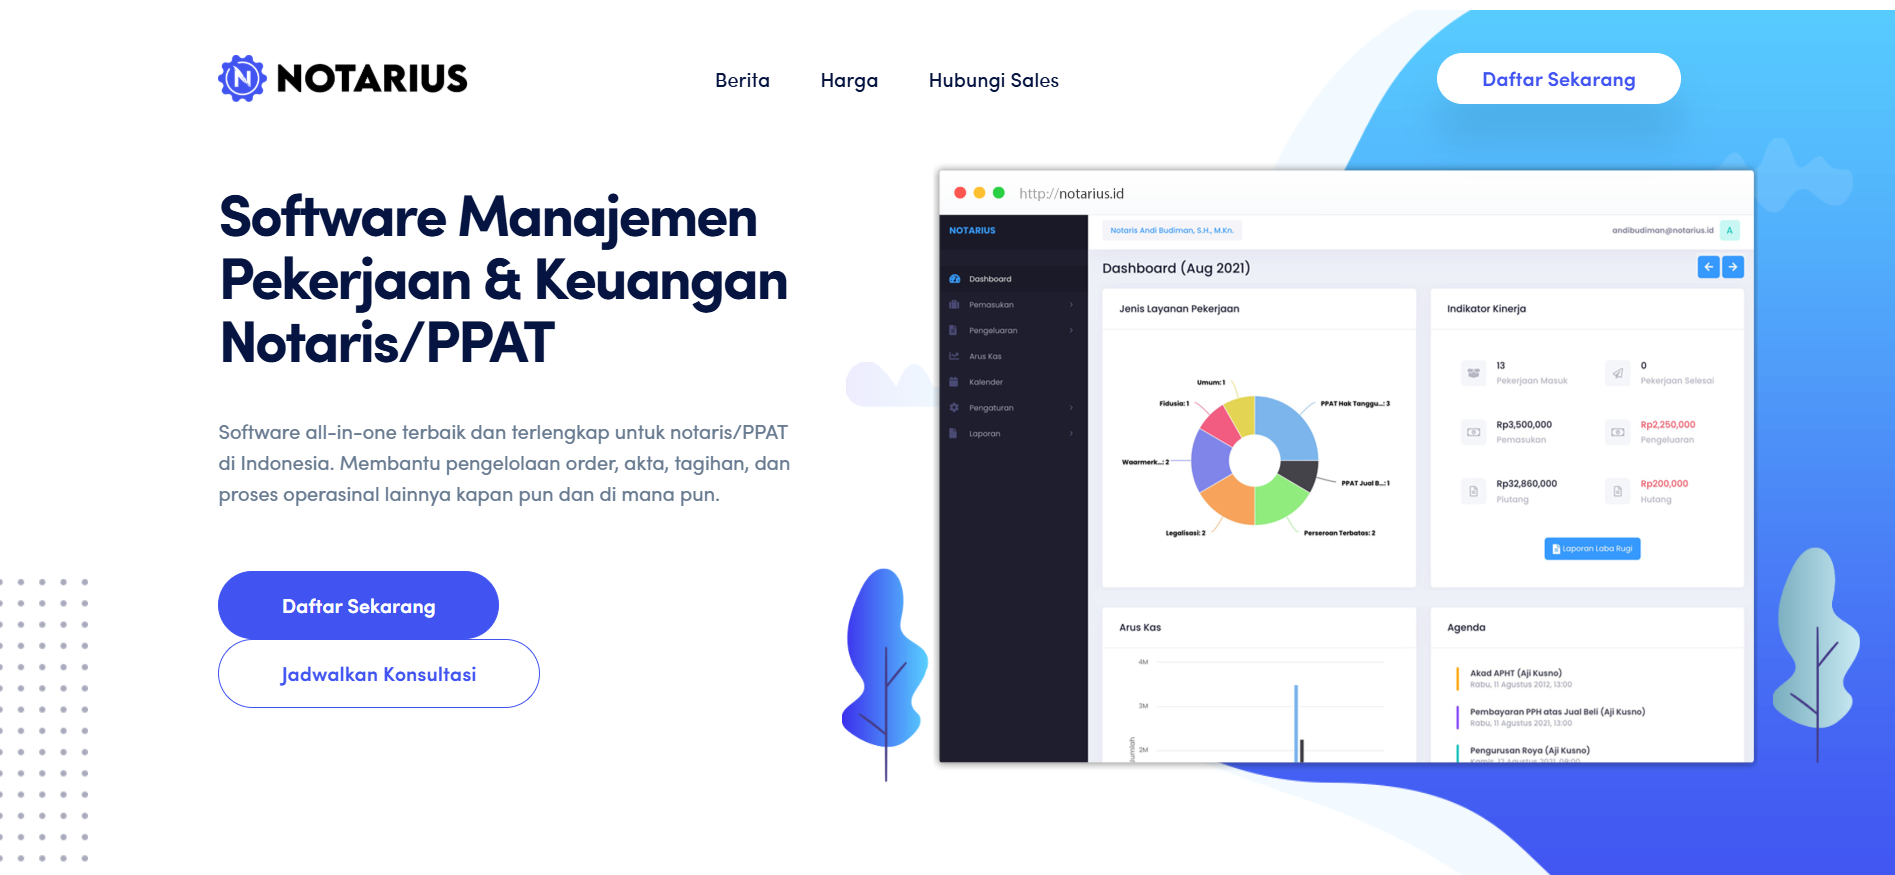 NOTARIUS
Berita
Harga
Hubungi Sales
Daftar Sekarang
Software Manajemen
Pekerjaan & Keuangan
Notaris/PPAT
Software all-in-one terbaik dan terlengkap untuk notaris/PPAT
di Indonesia. Membantu pengelolaan order, akta, tagihan, dan
proses operasinal lainnya kapan pun dan di mana pun.
Daftar Sekarang
Jadwalkan Konsultasi
http://notarius.id
NOTARIUS
Notaris Andi Budiman, S.H., M.Kn.
andibudiman@notarius.id
A
Dashboard
Pemasukan
Pengeluaran
Arus Kas
Kalender
Pengaturan
Laporan
Dashboard (Aug 2021)
Jenis Layanan Pekerjaan
Umum: 1
Fidusia: 1
PPAT Hak Tanggu...: 3
Waarmerk...: 2
PPAT Jual B...: 1
Legalisasi: 2
Perseroan Terbatas: 2
Indikator Kinerja
13
Pekerjaan Masuk
0
Pekerjaan Selesai
Rp3,500,000
Pemasukan
Rp2,250,000
Pengeluaran
Rp32,860,000
Piutang
Rp200,000
Hutang
Laporan Laba Rugi
Arus Kas
4M
3M
2M
Agenda
Akad APHT (Aji Kusno)
Rabu, 11 Agustus 2012, 13:00
Pembayaran PPH atas Jual Beli (Aji Kusno)
Rabu, 11 Agustus 2021, 13:00
Pengurusan Roya (Aji Kusno)